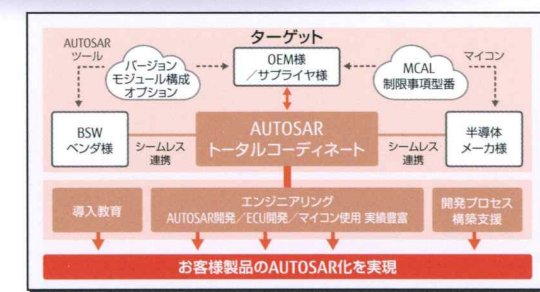 ターゲット
AUTOSAR
ツール
バージョン
モジュール構成
オプション
OEM様
／サプライヤ様
MCAL
制限事項型番
マイコン
BSW
ベンダ様
シームレス
連携
AUTOSAR
トータルコーディネート
シームレス
連携
半導体
メーカ様
導入教育
エンジニアリング
AUTOSAR開発／ECU開発／マイコン使用 実績豊富
開発プロセス
構築支援
お客様製品のAUTOSAR化を実現